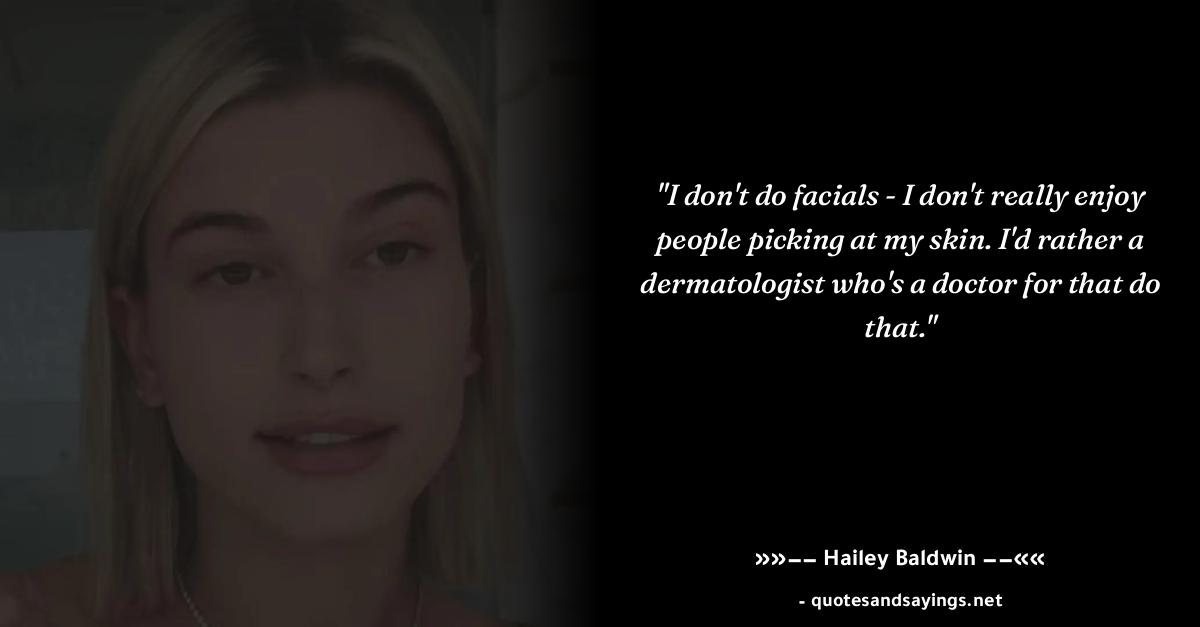 "I don't do facials - I don't really enjoy
people picking at my skin. I'd rather a
dermatologist who's a doctor for that do
that."
»»−− Hailey Baldwin −−««
- quotesandsayings.net